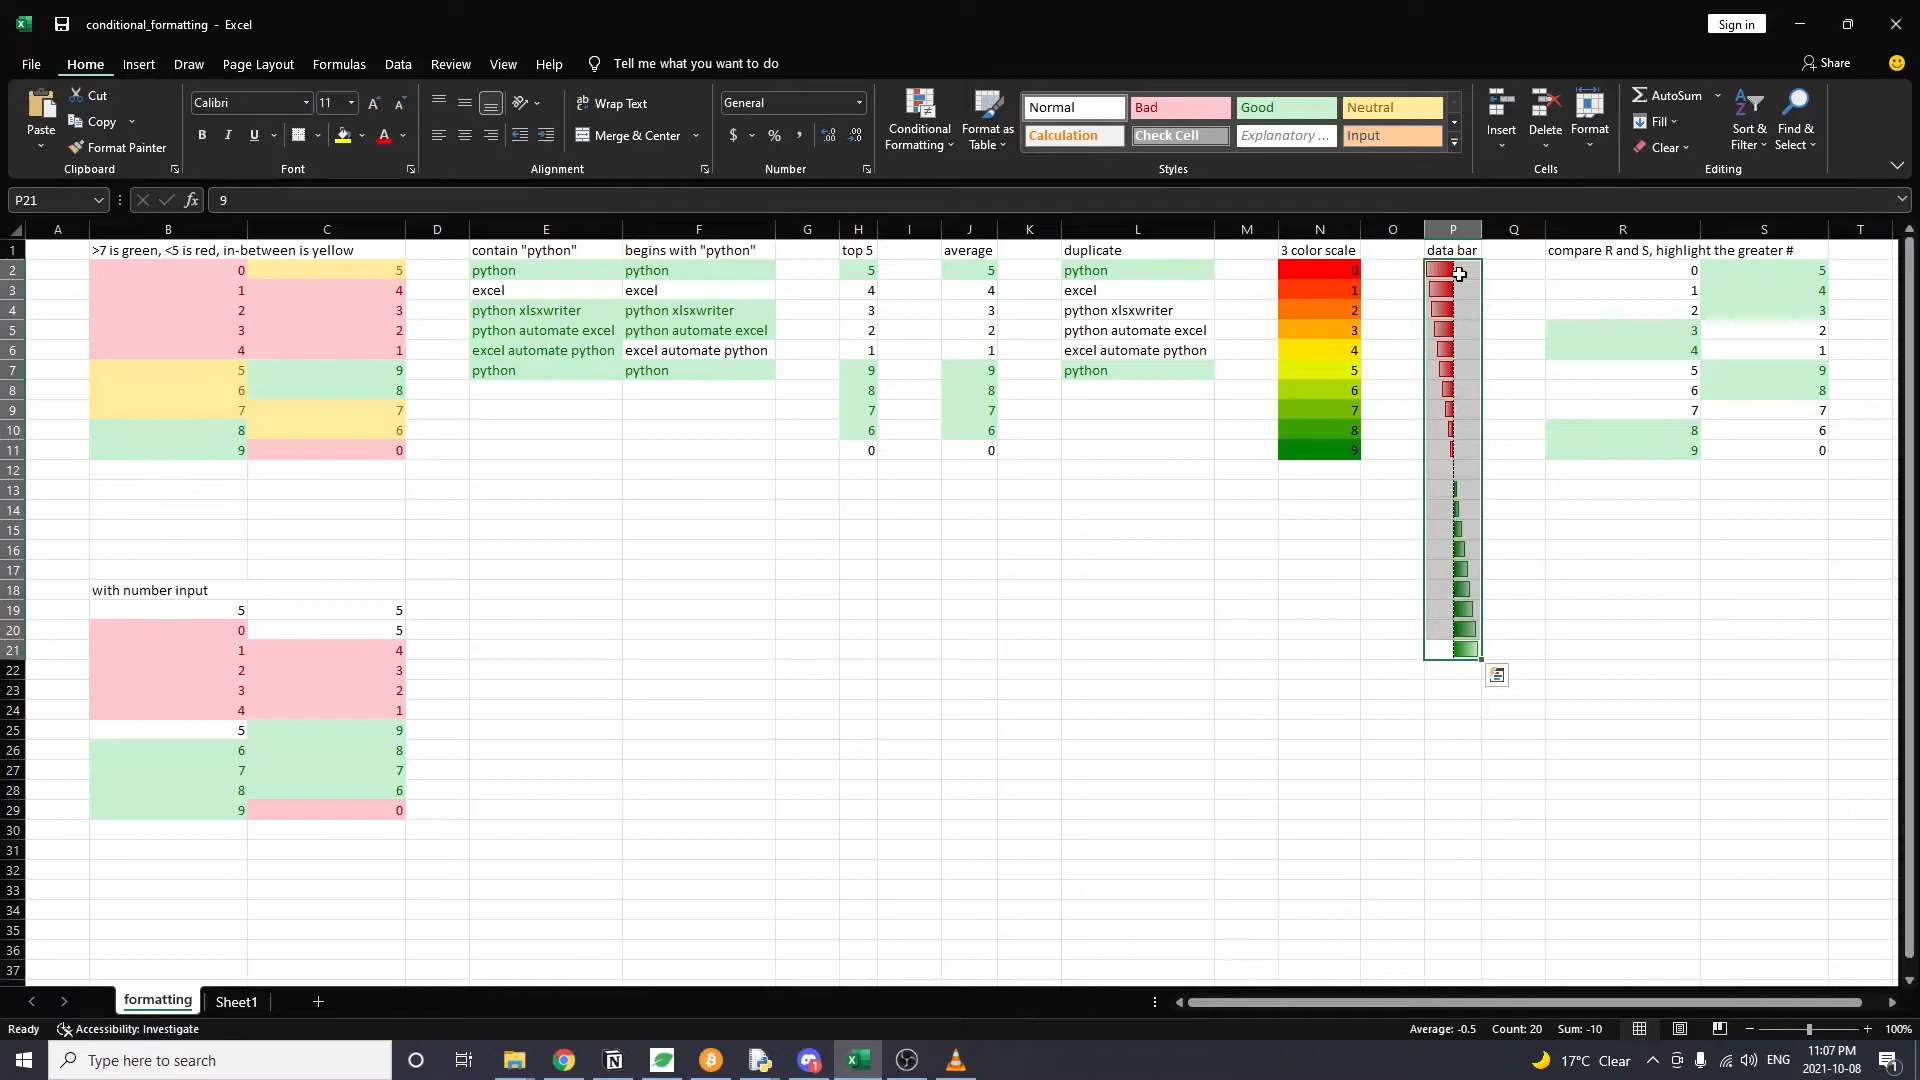 conditional_formatting - Excel
Sign in
File Home Insert Draw Page Layout Formulas Data Review View Help Tell me what you want to do
Share
Paste
Cut
Copy
Format Painter
Clipboard
Calibri 11
B I U
Font
Wrap Text
Merge & Center
Alignment
General
$ % ,
Number
Conditional Formatting
Format as Table
Normal Bad Good Neutral
Calculation Check Cell Explanatory ... Input
Styles
Insert Delete Format
Cells
AutoSum
Fill
Clear
Sort & Filter
Find & Select
Editing
P21 fx 9
A B C D E F G H I J K L M N O P Q R S T
1 >7 is green, <5 is red, in-between is yellow contain "python" begins with "python" top 5 average duplicate 3 color scale data bar compare R and S, highlight the greater #
2 0 5 python python 5 5 python 0 0 5
3 1 4 excel excel 4 4 excel 1 1 4
4 2 3 python xlsxwriter python xlsxwriter 3 3 python xlsxwriter 2 2 3
5 3 2 python automate excel python automate excel 2 2 python automate excel 3 3 2
6 4 1 excel automate python excel automate python 1 1 excel automate python 4 4 1
7 5 9 python python 9 9 python 5 5 9
8 6 8 8 8 6 6 8
9 7 7 7 7 7 7 7
10 8 6 6 6 8 8 6
11 9 0 0 0 9 9 0
12
13
14
15
16
17
18 with number input
19 5 5
20 0 5
21 1 4
22 2 3
23 3 2
24 4 1
25 5 9
26 6 8
27 7 7
28 8 6
29 9 0
30
31
32
33
34
35
36
37
formatting Sheet1
Ready Accessibility: Investigate Average: -0.5 Count: 20 Sum: -10 100%
Type here to search
17°C Clear ENG 11:07 PM
2021-10-08
1